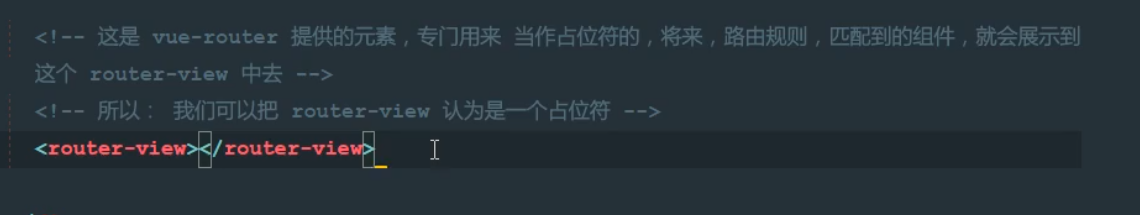 <!-- 这是 vue-router 提供的元素，专门用来 当作占位符的，将来，路由规则，匹配到的组件，就会展示到
这个 router-view 中去 -->
<!-- 所以： 我们可以把 router-view 认为是一个占位符 -->
<router-view></router-view>